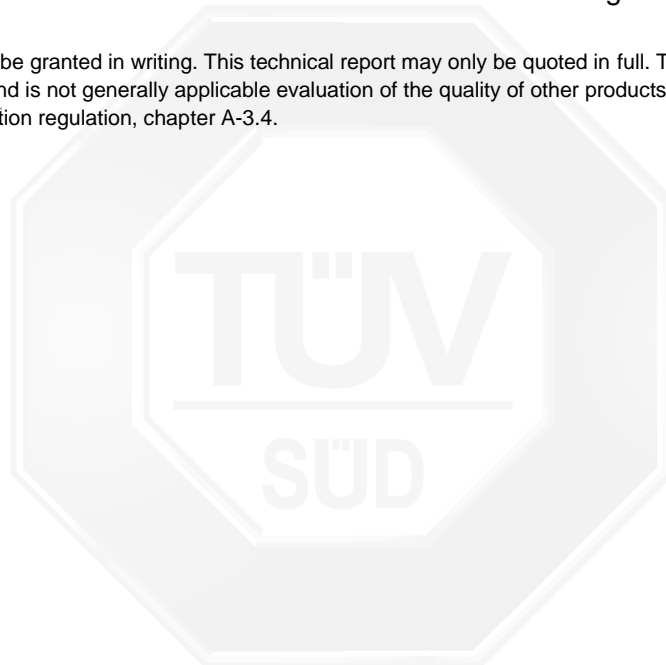 be granted in writing. This technical report may only be quoted in full. T
nd is not generally applicable evaluation of the quality of other products
tion regulation, chapter A-3.4.
TÜV
SÜD